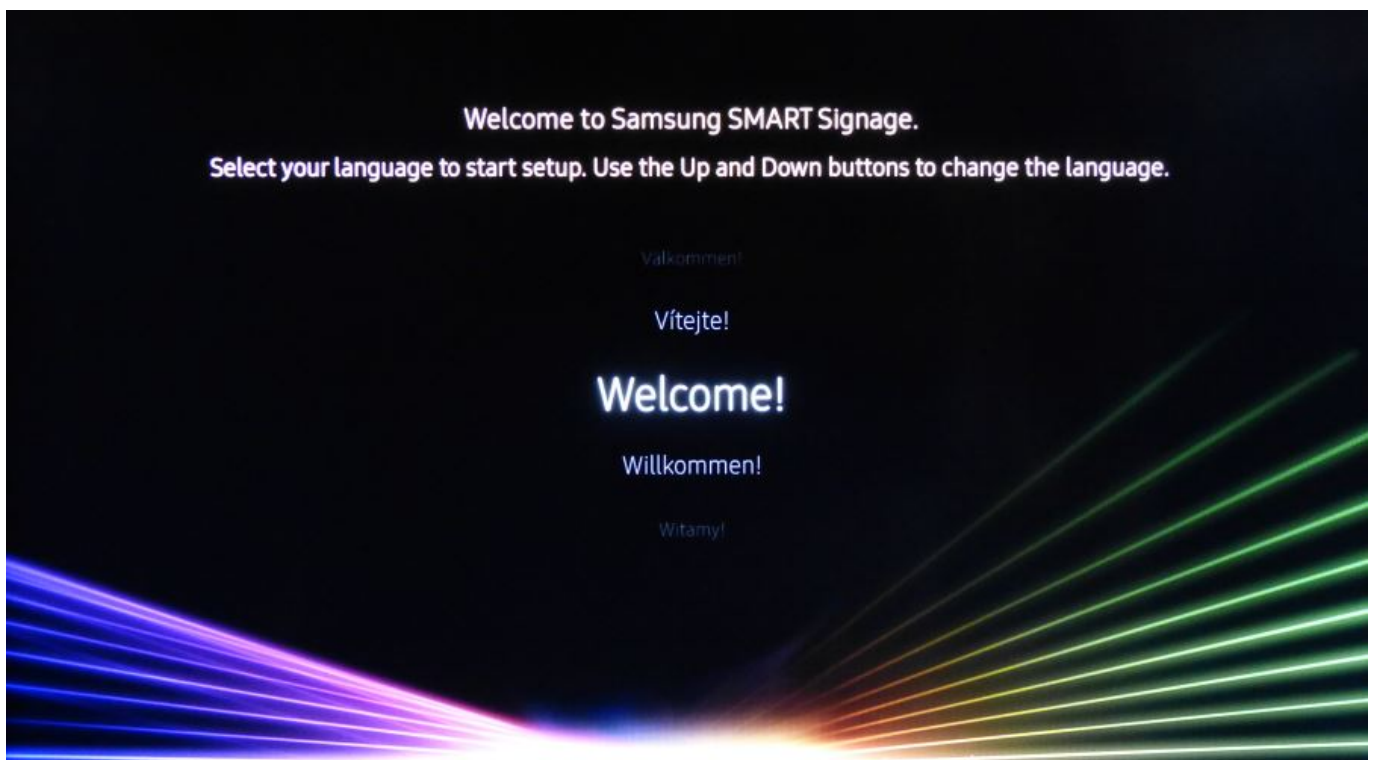 Welcome to Samsung SMART Signage.
Select your language to start setup. Use the Up and Down buttons to change the language.
Välkommen!
Vítejte!
Welcome!
Willkommen!
Witamy!